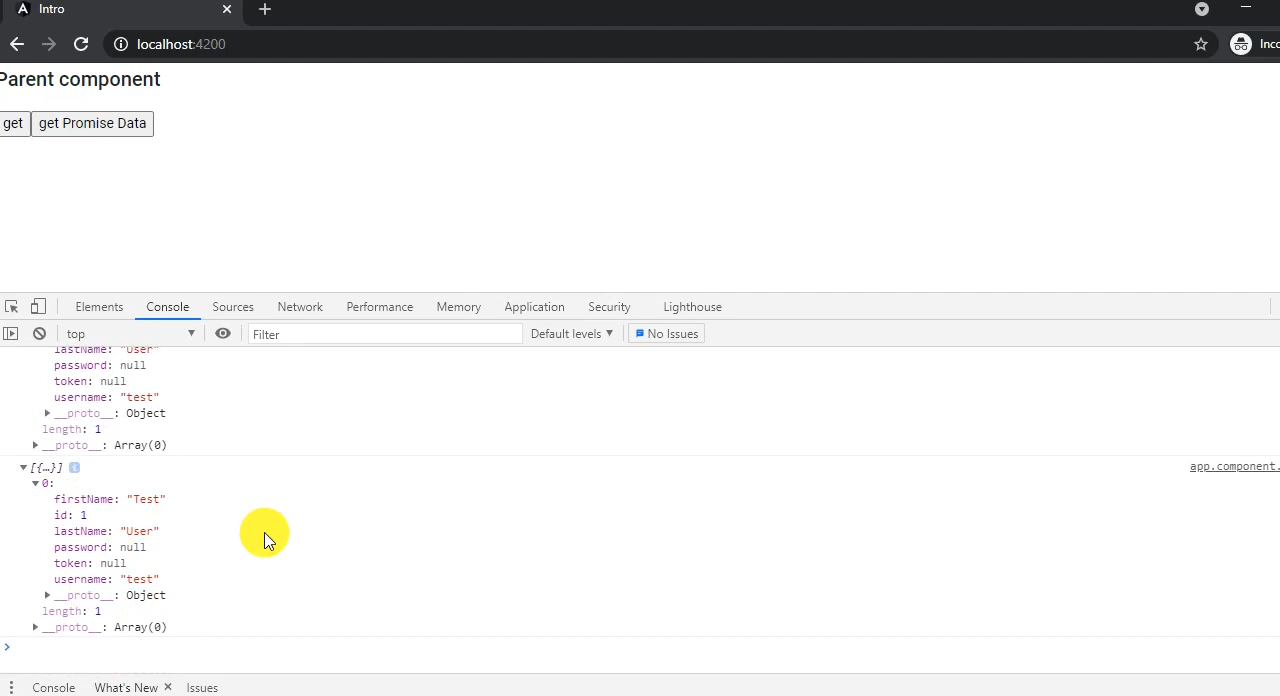 Intro
localhost:4200
Inco
Parent component
get get Promise Data
Elements Console Sources Network Performance Memory Application Security Lighthouse
top Filter Default levels No Issues
lastName: "User"
password: null
token: null
username: "test"
__proto__: Object
length: 1
__proto__: Array(0)
[{…}] i app.component.
0:
firstName: "Test"
id: 1
lastName: "User"
password: null
token: null
username: "test"
__proto__: Object
length: 1
__proto__: Array(0)
Console What's New Issues